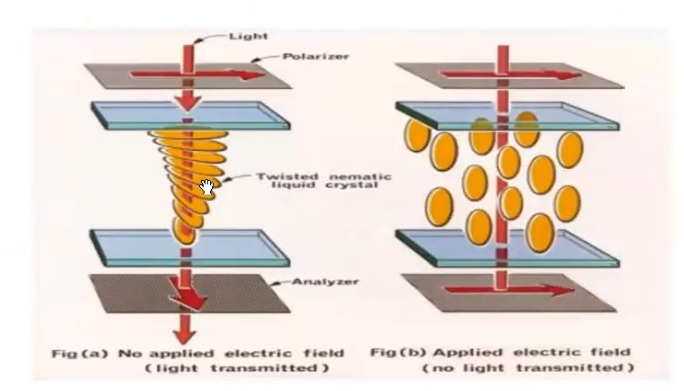 Light
Polarizer
Twisted nematic
liquid crystal
Analyzer
Fig(a) No applied electric field
(light transmitted)
Fig(b) Applied electric field
(no light transmitted)